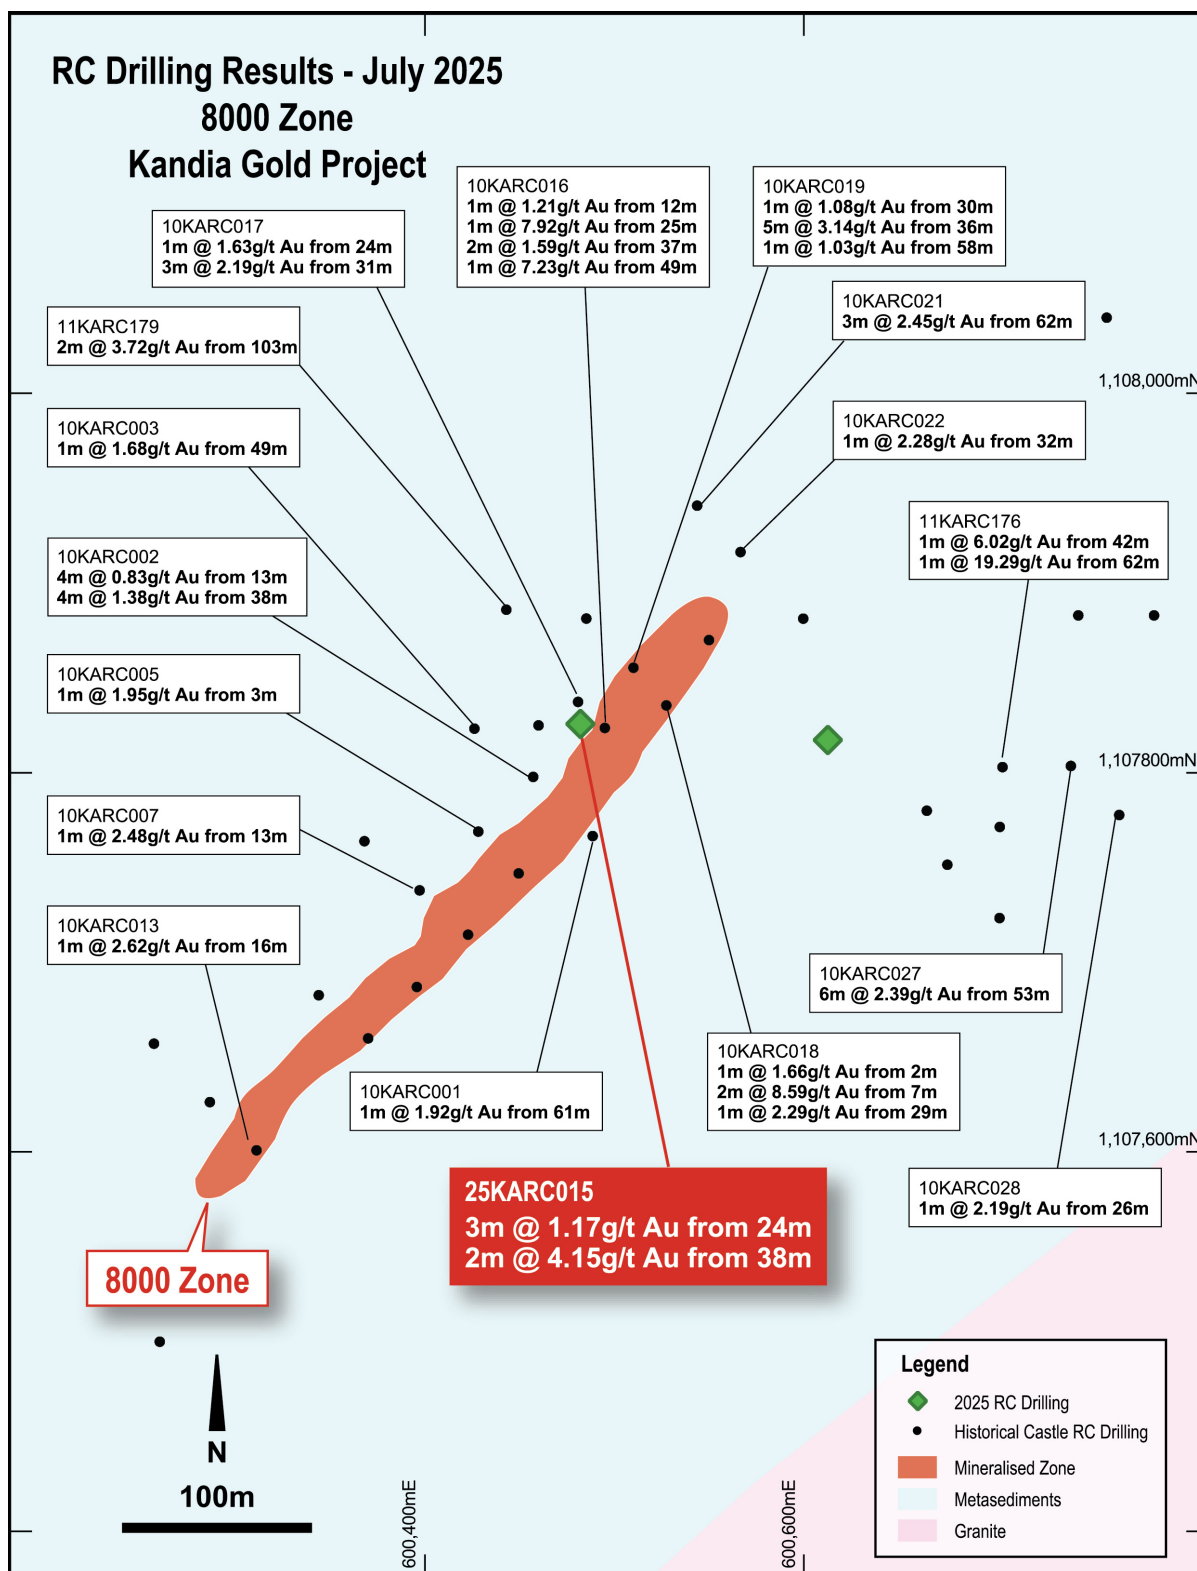 RC Drilling Results - July 2025
8000 Zone
Kandia Gold Project
10KARC017
1m @ 1.63g/t Au from 24m
3m @ 2.19g/t Au from 31m
10KARC016
1m @ 1.21g/t Au from 12m
1m @ 7.92g/t Au from 25m
2m @ 1.59g/t Au from 37m
1m @ 7.23g/t Au from 49m
10KARC019
1m @ 1.08g/t Au from 30m
5m @ 3.14g/t Au from 36m
1m @ 1.03g/t Au from 58m
10KARC021
3m @ 2.45g/t Au from 62m
11KARC179
2m @ 3.72g/t Au from 103m
1,108,000mN
10KARC003
1m @ 1.68g/t Au from 49m
10KARC022
1m @ 2.28g/t Au from 32m
11KARC176
1m @ 6.02g/t Au from 42m
1m @ 19.29g/t Au from 62m
10KARC002
4m @ 0.83g/t Au from 13m
4m @ 1.38g/t Au from 38m
10KARC005
1m @ 1.95g/t Au from 3m
1,107800mN
10KARC007
1m @ 2.48g/t Au from 13m
10KARC013
1m @ 2.62g/t Au from 16m
10KARC027
6m @ 2.39g/t Au from 53m
10KARC018
1m @ 1.66g/t Au from 2m
2m @ 8.59g/t Au from 7m
1m @ 2.29g/t Au from 29m
10KARC001
1m @ 1.92g/t Au from 61m
1,107,600mN
25KARC015
3m @ 1.17g/t Au from 24m
2m @ 4.15g/t Au from 38m
10KARC028
1m @ 2.19g/t Au from 26m
8000 Zone
N
100m
600,400mE
600,600mE
Legend
2025 RC Drilling
Historical Castle RC Drilling
Mineralised Zone
Metasediments
Granite